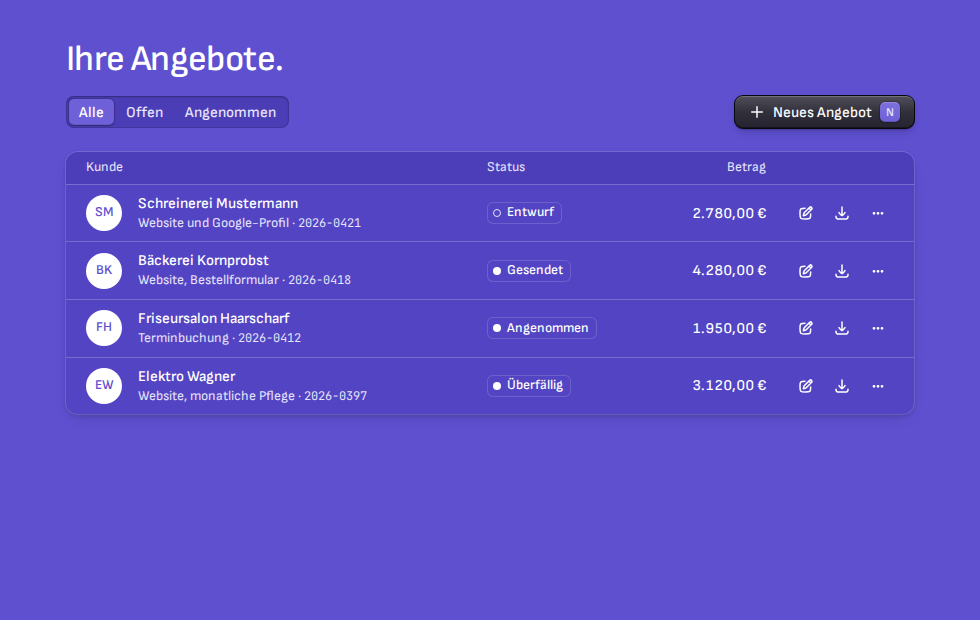 Ihre Angebote.
Alle Offen Angenommen
Neues Angebot N
Kunde Status Betrag
SM Schreinerei Mustermann Entwurf 2.780,00 €
Website und Google-Profil · 2026-0421
BK Bäckerei Kornprobst Gesendet 4.280,00 €
Website, Bestellformular · 2026-0418
FH Friseursalon Haarscharf Angenommen 1.950,00 €
Terminbuchung · 2026-0412
EW Elektro Wagner Überfällig 3.120,00 €
Website, monatliche Pflege · 2026-0397